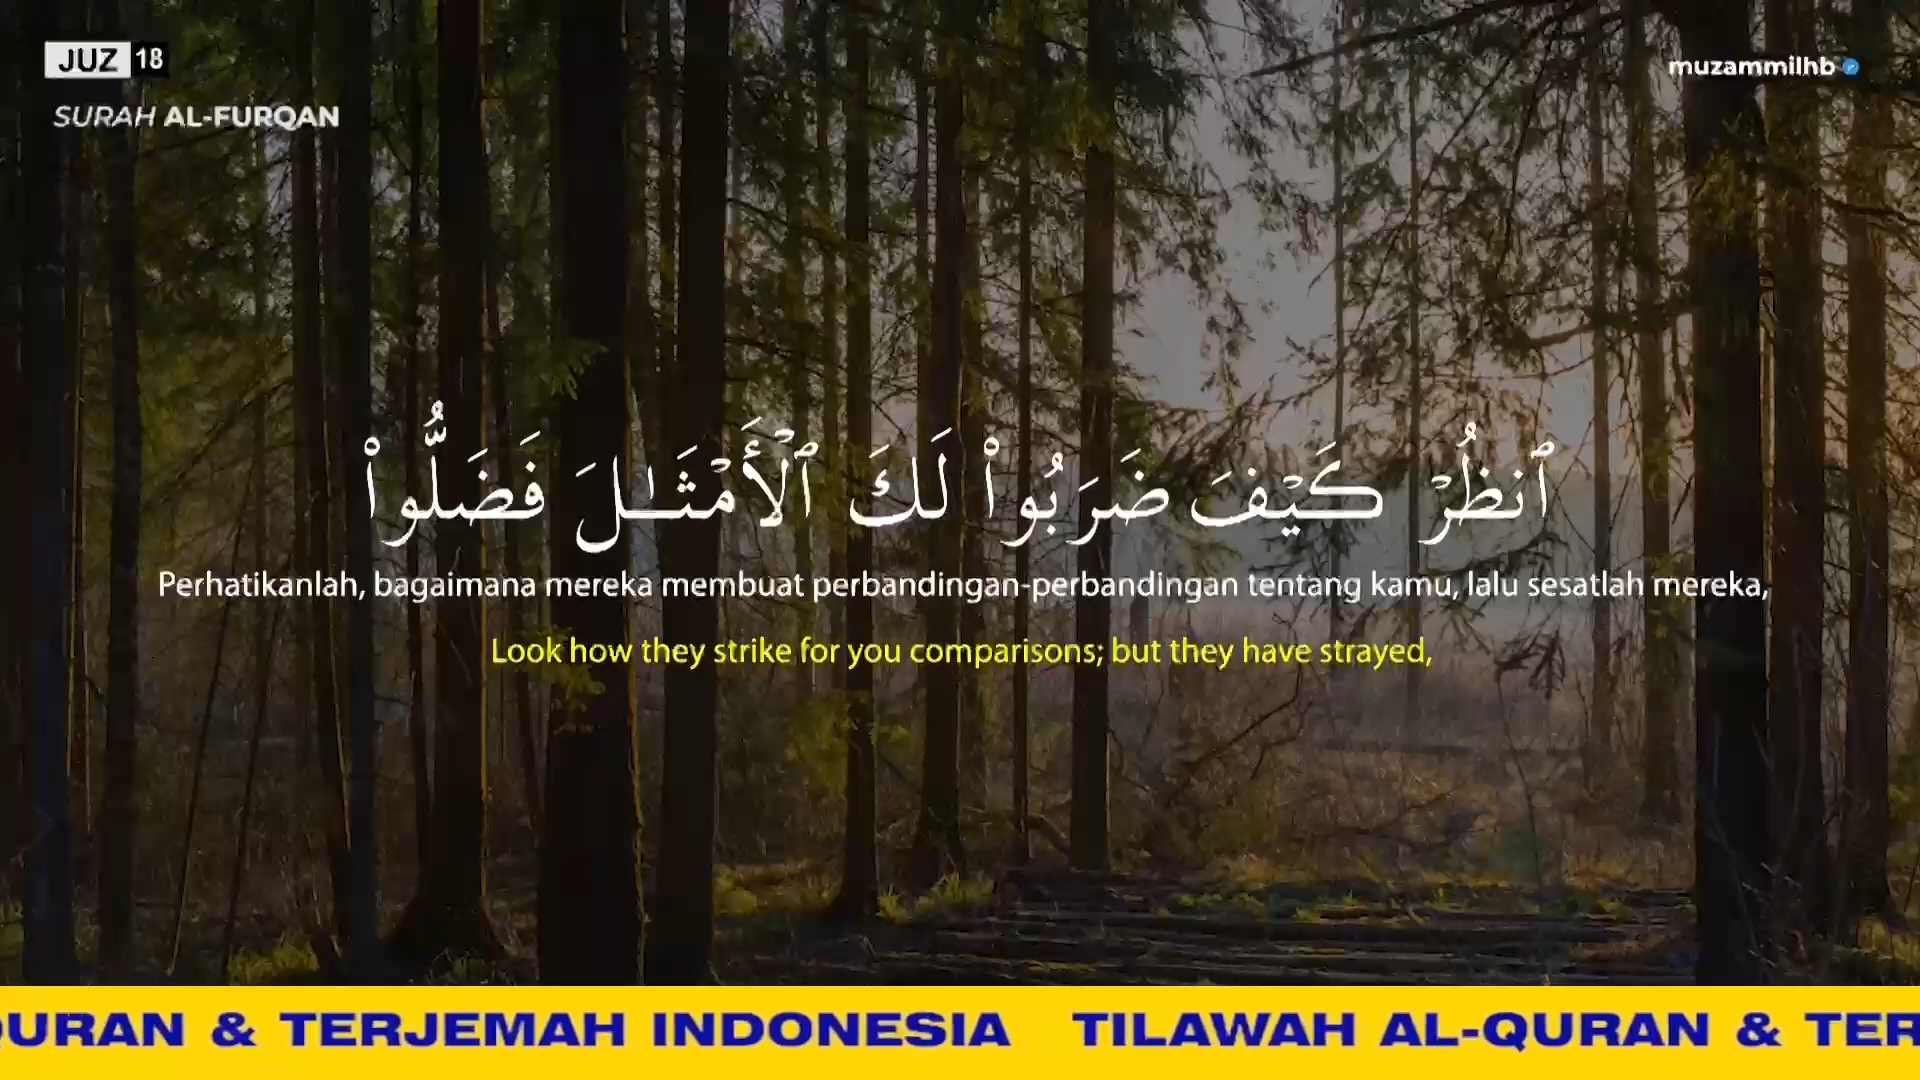 JUZ 18
muzammilhb
SURAH AL-FURQAN
ٱنظُرْ كَيْفَ ضَرَبُوا۟ لَكَ ٱلْأَمْثَـٰلَ فَضَلُّوا۟
Perhatikanlah, bagaimana mereka membuat perbandingan-perbandingan tentang kamu, lalu sesatlah mereka,
Look how they strike for you comparisons; but they have strayed,
QURAN & TERJEMAH INDONESIA TILAWAH AL-QURAN & TER